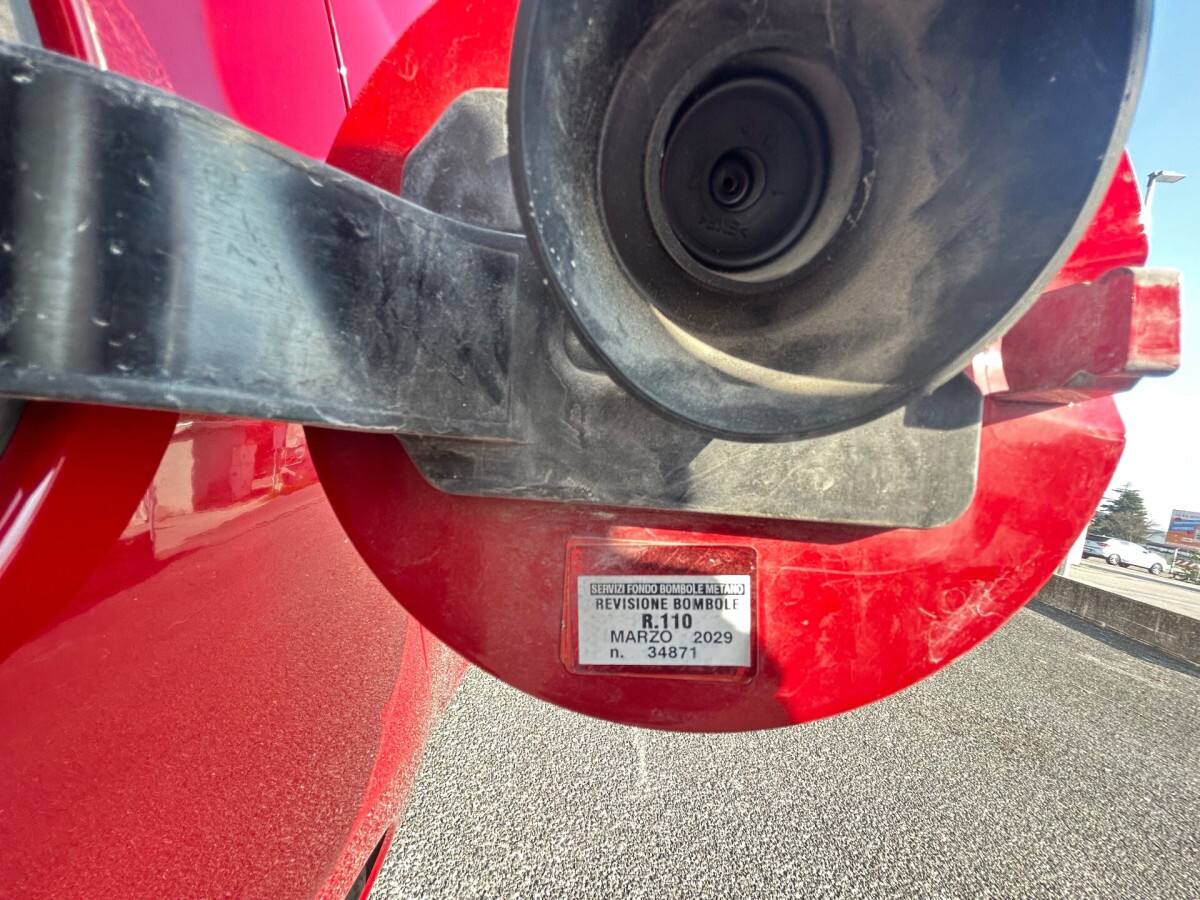 SERVIZI FONDO BOMBOLE METANO
REVISIONE BOMBOLE
R.110
MARZO 2029
n. 34871